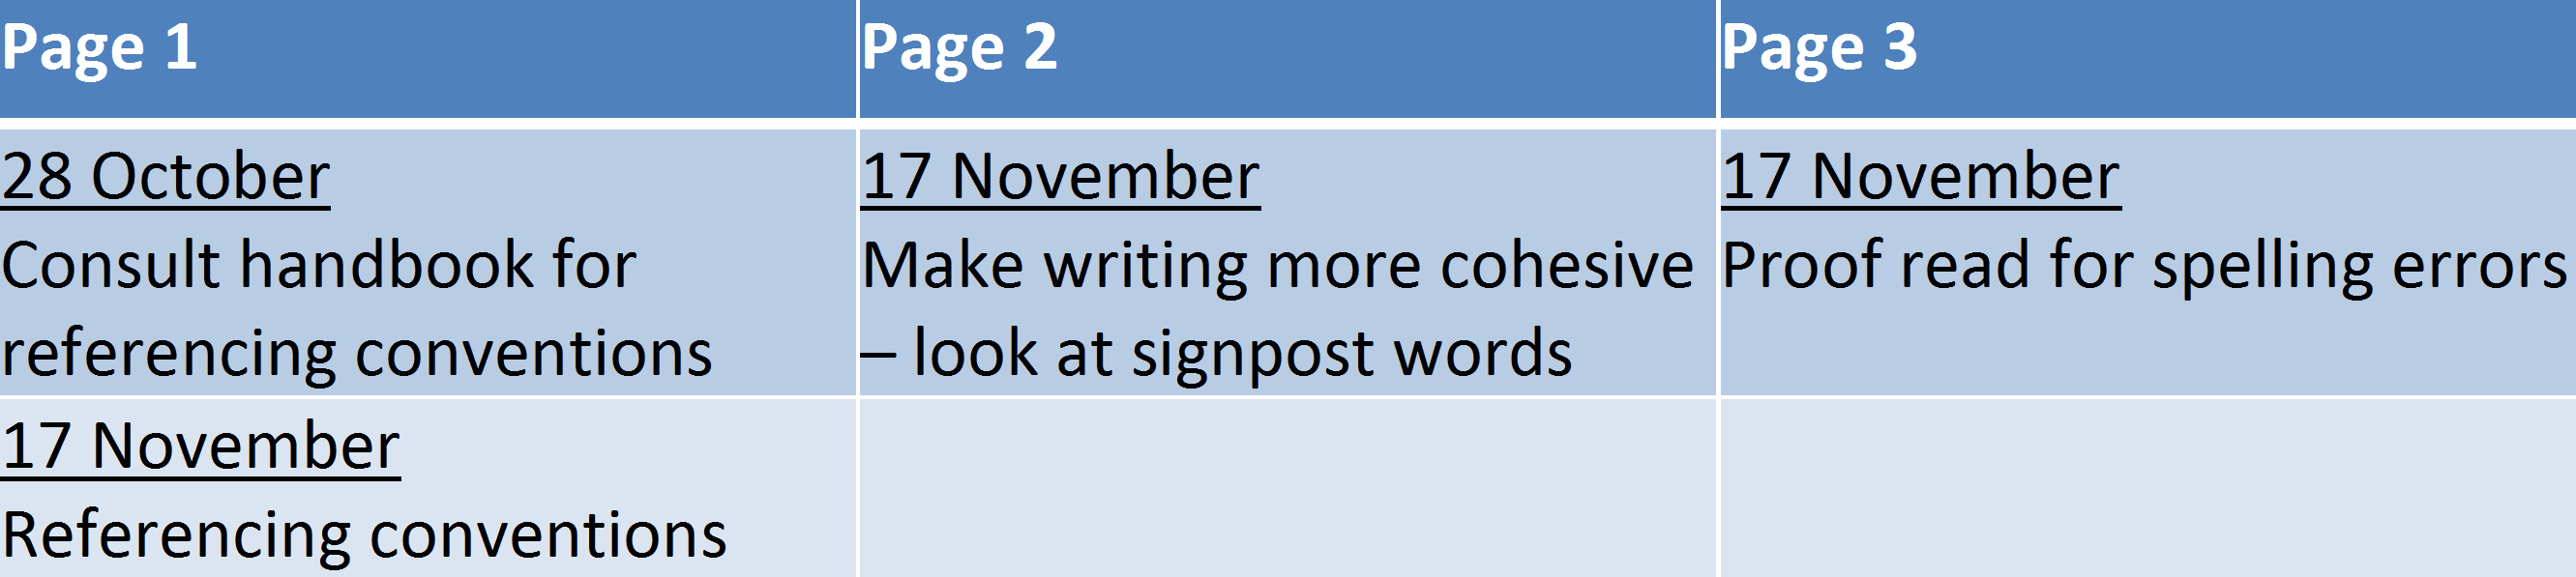 Page 1
Page 2
Page 3
28 October
Consult handbook for
referencing conventions
17 November
Make writing more cohesive
– look at signpost words
17 November
Proof read for spelling errors
17 November
Referencing conventions